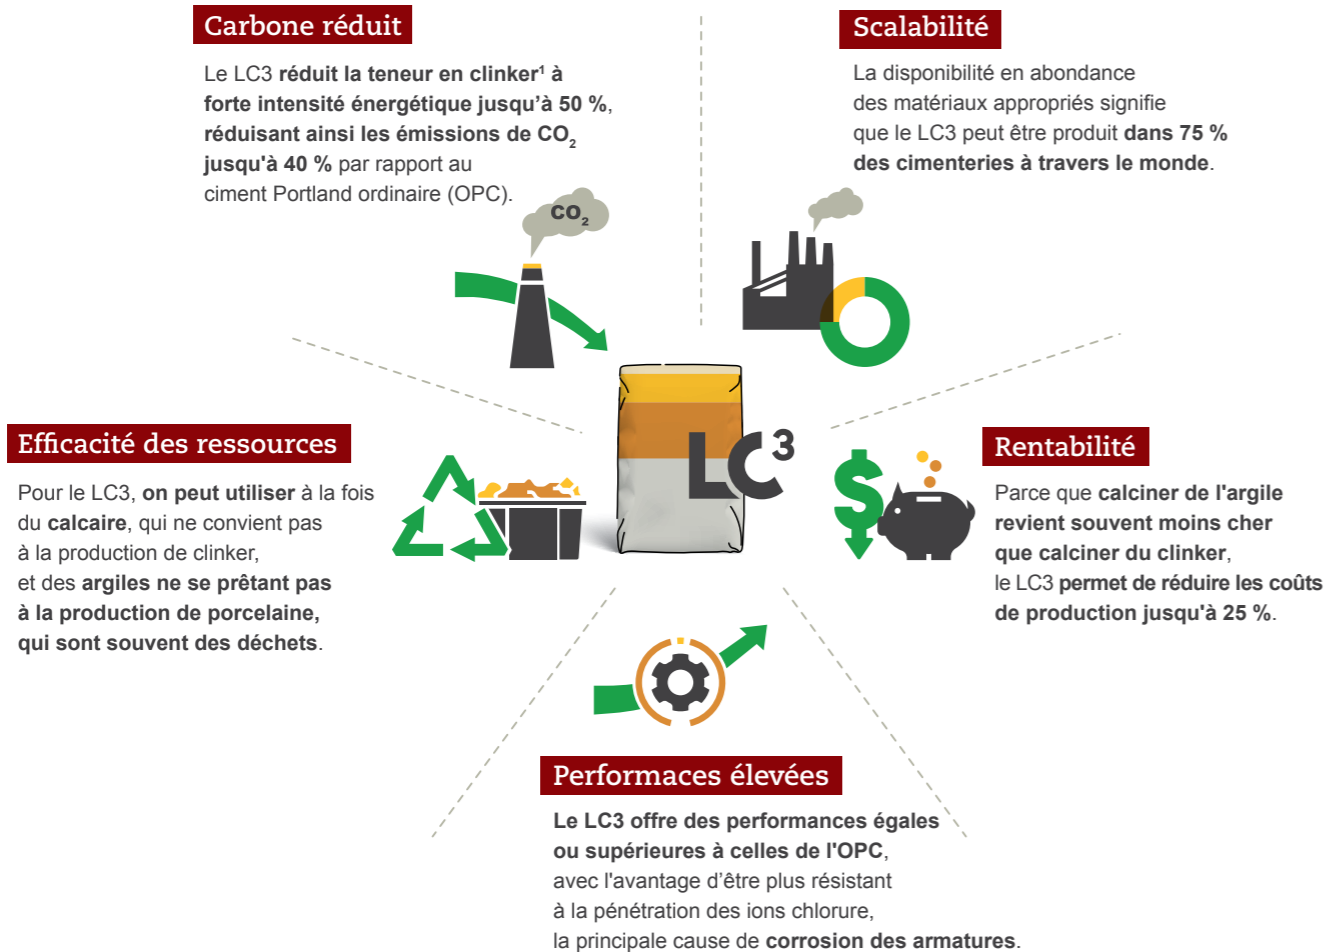 Carbone réduit
Le LC3 réduit la teneur en clinker¹ à
forte intensité énergétique jusqu’à 50 %,
réduisant ainsi les émissions de CO₂
jusqu'à 40 % par rapport au
ciment Portland ordinaire (OPC).
CO₂
Scalabilité
La disponibilité en abondance
des matériaux appropriés signifie
que le LC3 peut être produit dans 75 %
des cimenteries à travers le monde.
Efficacité des ressources
Pour le LC3, on peut utiliser à la fois
du calcaire, qui ne convient pas
à la production de clinker,
et des argiles ne se prêtant pas
à la production de porcelaine,
qui sont souvent des déchets.
LC³
Rentabilité
Parce que calciner de l'argile
revient souvent moins cher
que calciner du clinker,
le LC3 permet de réduire les coûts
de production jusqu'à 25 %.
Performaces élevées
Le LC3 offre des performances égales
ou supérieures à celles de l'OPC,
avec l'avantage d’être plus résistant
à la pénétration des ions chlorure,
la principale cause de corrosion des armatures.